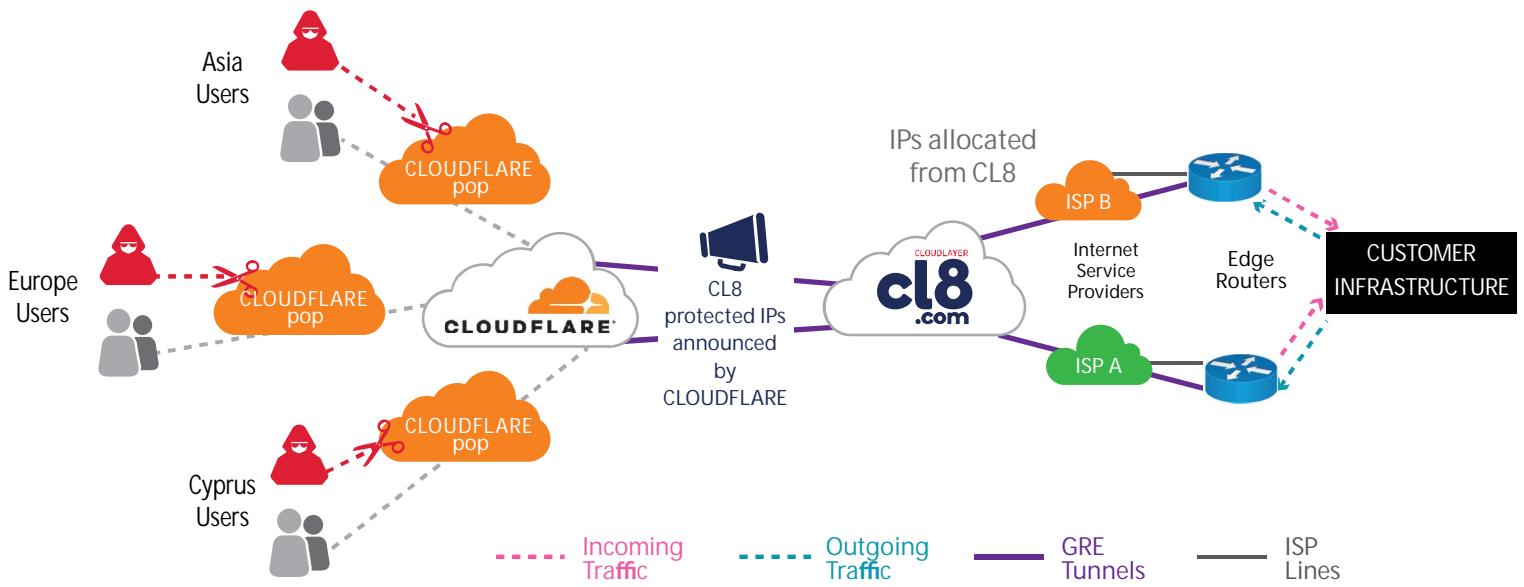 Asia
Users
CLOUDFLARE
pop
Europe
Users
CLOUDFLARE
pop
CLOUDFLARE
Cyprus
Users
CLOUDFLARE
pop
CL8
protected IPs
announced
by
CLOUDFLARE
IPs allocated
from CL8
CLOUDLAYER
cl8
.com
ISP B
Internet
Service
Providers
ISP A
Edge
Routers
CUSTOMER
INFRASTRUCTURE
Incoming
Traffic
Outgoing
Traffic
GRE
Tunnels
ISP
Lines